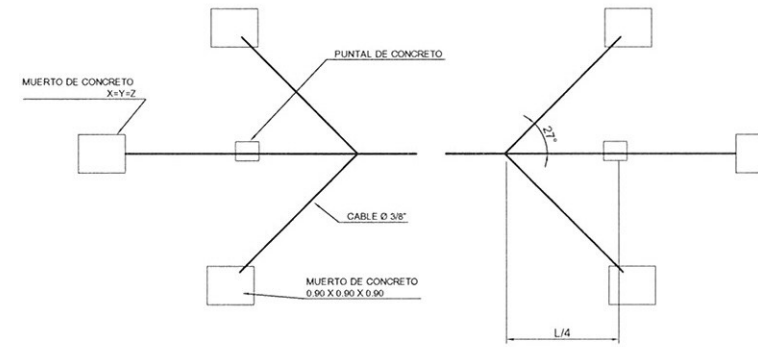 PUNTAL DE CONCRETO
MUERTO DE CONCRETO
X=Y=Z
27°
CABLE Ø 3/8"
MUERTO DE CONCRETO
0.90 X 0.90 X 0.90
L/4